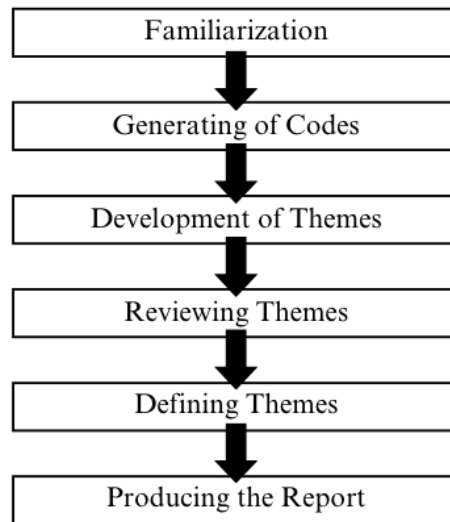 Familiarization
Generating of Codes
Development of Themes
Reviewing Themes
Defining Themes
Producing the Report